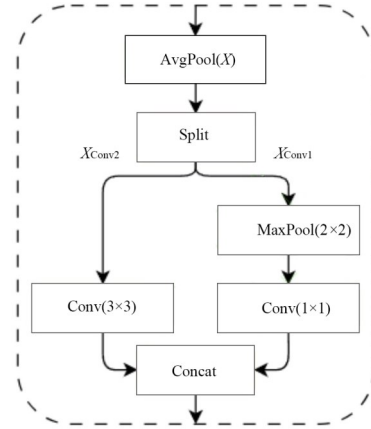 AvgPool(X)
Split
XConv2
XConv1
MaxPool(2×2)
Conv(3×3)
Conv(1×1)
Concat